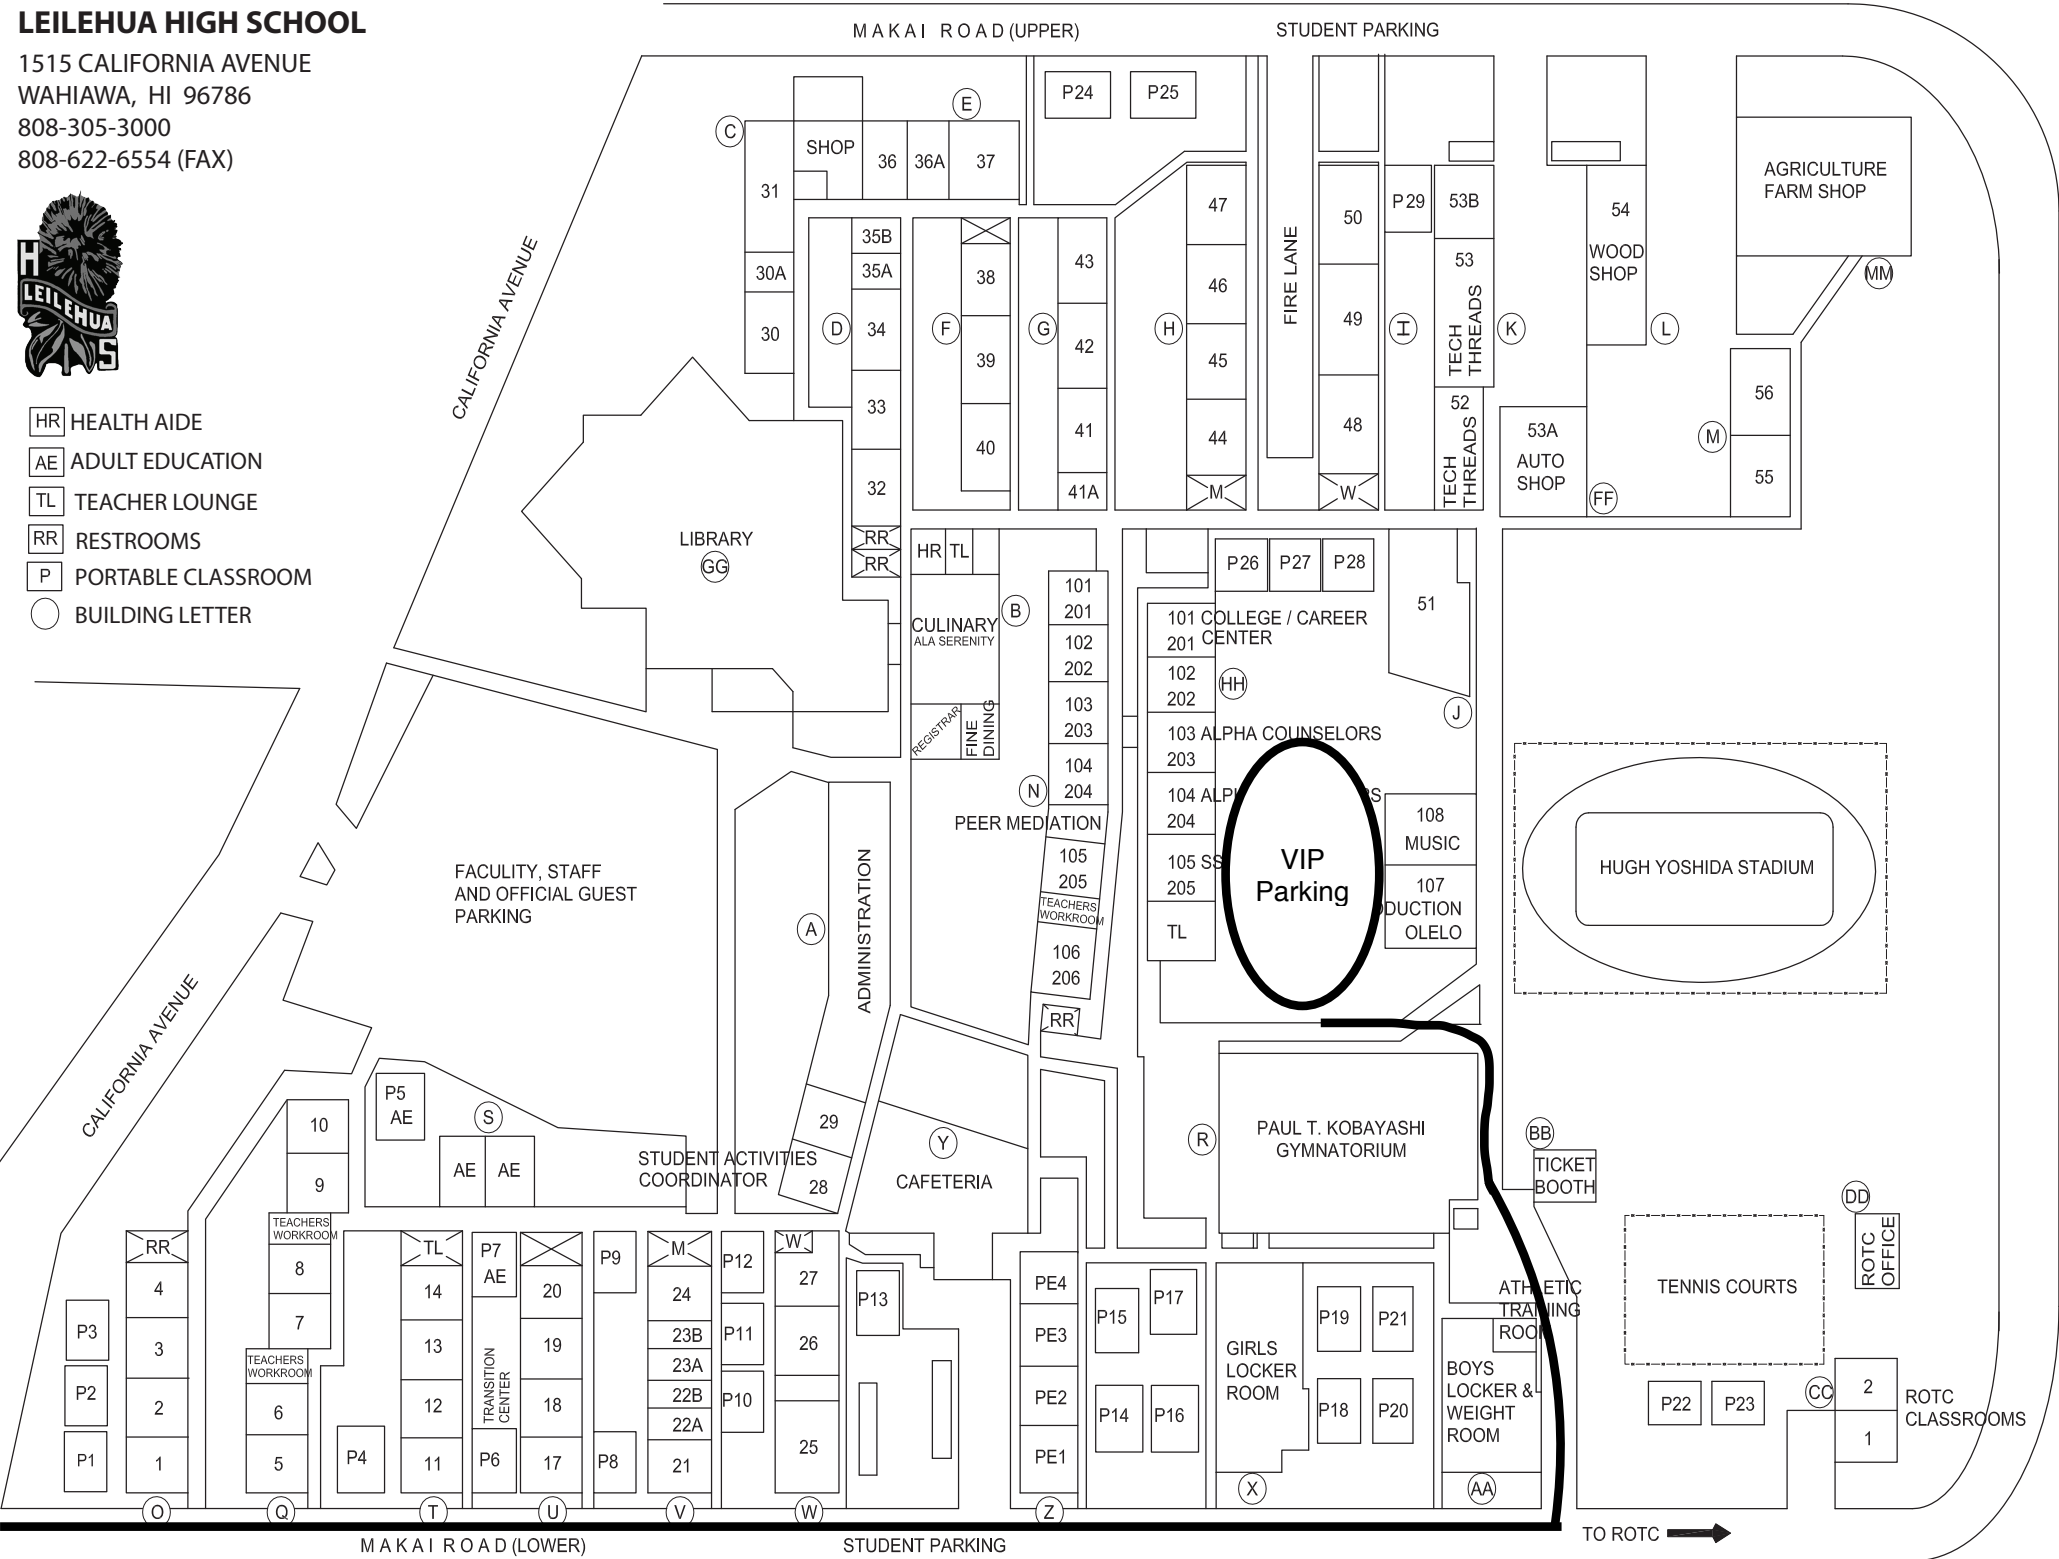 LEILEHUA HIGH SCHOOL
1515 CALIFORNIA AVENUE
WAHIAWA, HI 96786
808-305-3000
808-622-6554 (FAX)
H
LEILEHUA
S
HR HEALTH AIDE
AE ADULT EDUCATION
TL TEACHER LOUNGE
RR RESTROOMS
P PORTABLE CLASSROOM
BUILDING LETTER
MAKAI ROAD (UPPER)
STUDENT PARKING
CALIFORNIA AVENUE
C
E
SHOP
36
36A
37
31
30A
30
P24
P25
D
35B
35A
34
33
32
RR
RR
F
38
39
40
G
43
42
41
41A
H
47
46
45
44
M
FIRE LANE
50
49
48
W
I
P29
53B
53
TECH
THREADS
52
TECH
THREADS
K
54
WOOD
SHOP
L
53A
AUTO
SHOP
FF
AGRICULTURE
FARM SHOP
MM
56
55
M
LIBRARY
GG
HR
TL
CULINARY
ALA SERENITY
B
REGISTRAR
FINE
DINING
101
201
102
202
103
203
104
204
N
PEER MEDIATION
105
205
TEACHERS
WORKROOM
106
206
RR
P26
P27
P28
101 COLLEGE / CAREER
201 CENTER
102
202
HH
103 ALPHA COUNSELORS
203
104 ALP
RS
204
105 SS
205
TL
51
J
VIP
Parking
108
MUSIC
107
ODUCTION
OLELO
HUGH YOSHIDA STADIUM
FACULITY, STAFF
AND OFFICIAL GUEST
PARKING
A
ADMINISTRATION
29
28
STUDENT ACTIVITIES
COORDINATOR
CALIFORNIA AVENUE
P5
AE
S
AE
AE
Y
CAFETERIA
R
PAUL T. KOBAYASHI
GYMNATORIUM
BB
TICKET
BOOTH
DD
ROTC
OFFICE
TENNIS COURTS
ATHLETIC
TRAINING
ROOM
P22
P23
CC
2
1
ROTC
CLASSROOMS
P3
P2
P1
RR
4
3
2
1
O
10
9
TEACHERS
WORKROOM
8
7
TEACHERS
WORKROOM
6
5
Q
P4
TL
14
13
12
11
T
P7
AE
TRANSITION
CENTER
P6
20
19
18
17
U
P9
P8
M
24
23B
23A
22B
22A
21
V
P12
P11
P10
W
27
26
25
W
P13
PE4
PE3
PE2
PE1
Z
P15
P17
P14
P16
GIRLS
LOCKER
ROOM
X
P19
P21
P18
P20
BOYS
LOCKER &
WEIGHT
ROOM
AA
MAKAI ROAD (LOWER)
STUDENT PARKING
TO ROTC